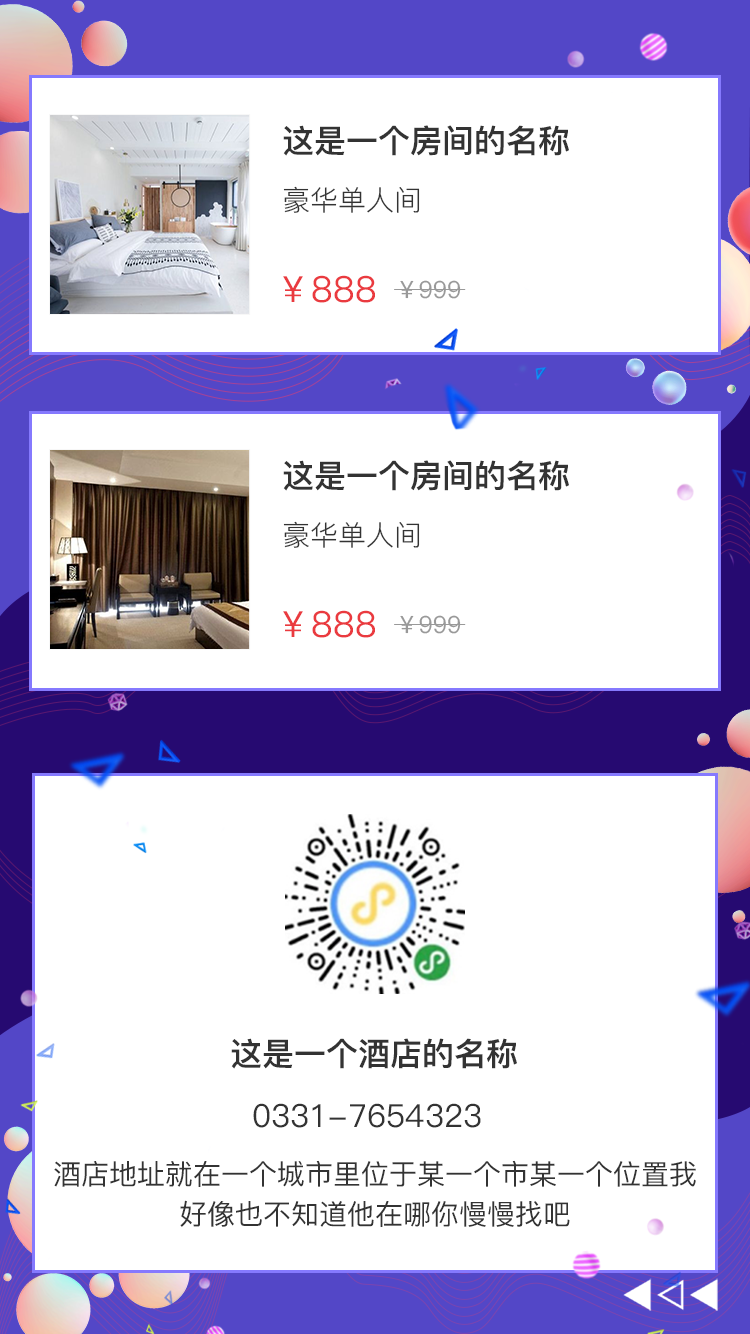 这是一个房间的名称
豪华单人间
￥888 ￥999
这是一个房间的名称
豪华单人间
￥888 ￥999
这是一个酒店的名称
0331-7654323
酒店地址就在一个城市里位于某一个市某一个位置我
好像也不知道他在哪你慢慢找吧